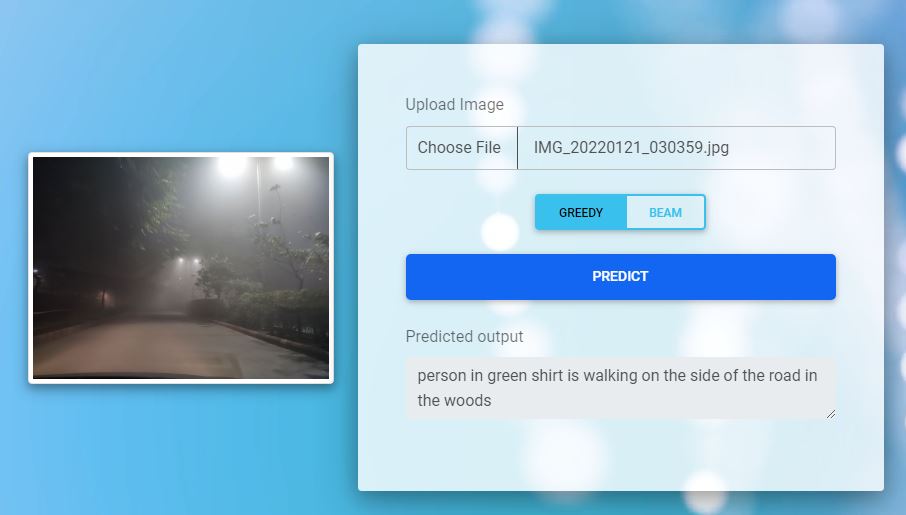 Upload Image
Choose File IMG_20220121_030359.jpg
GREEDY BEAM
PREDICT
Predicted output
person in green shirt is walking on the side of the road in
the woods